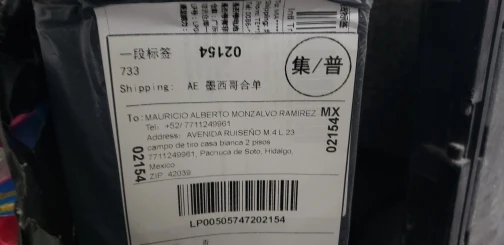 一段标签
02154
733
集/普
Shipping: AE 墨西哥合单
To: MAURICIO ALBERTO MONZALVO RAMIREZ
MX
Tel: +52/ 7711249961
Address: AVENIDA RUISEÑO M.4 L 23
campo de tiro casa blanca 2 pisos
7711249961, Pachuca de Soto, Hidalgo,
Mexico
ZIP 42039
02154
02154
LP00505747202154